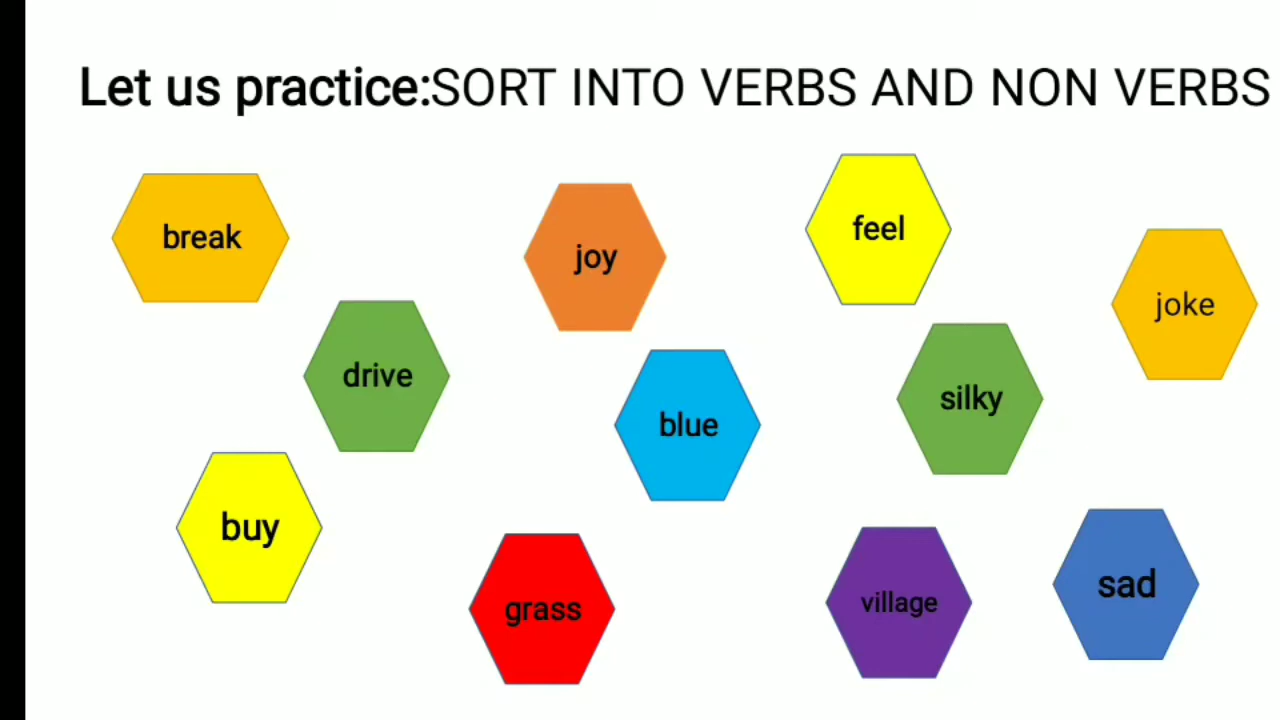 Let us practice:SORT INTO VERBS AND NON VERBS
break
joy
feel
joke
drive
blue
silky
buy
grass
village
sad